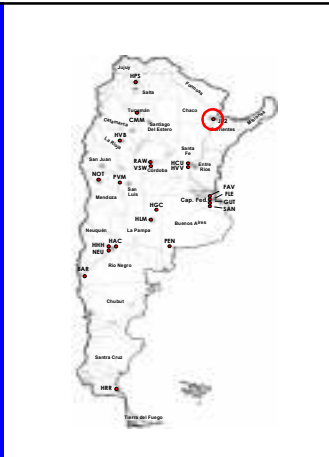 Jujuy
HPS
Salta
Formosa
Tucumán
Chaco
Misiones
CMM
Catamarca
Santiago
Del Estero
Corrientes
HVB
La Rioja
Santa
Fe
San Juan
RAW
VSW
Córdoba
HCU
HVV
Entre
Ríos
NOT
PVM
San
Luis
Mendoza
FAV
FLE
Cap. Fed.
GUT
SAN
HGC
HLM
Buenos Aires
Neuquén
La Pampa
HAC
HHH
NEU
PEN
Río Negro
BAR
Chubut
Santa Cruz
HRR
Tierra del Fuego